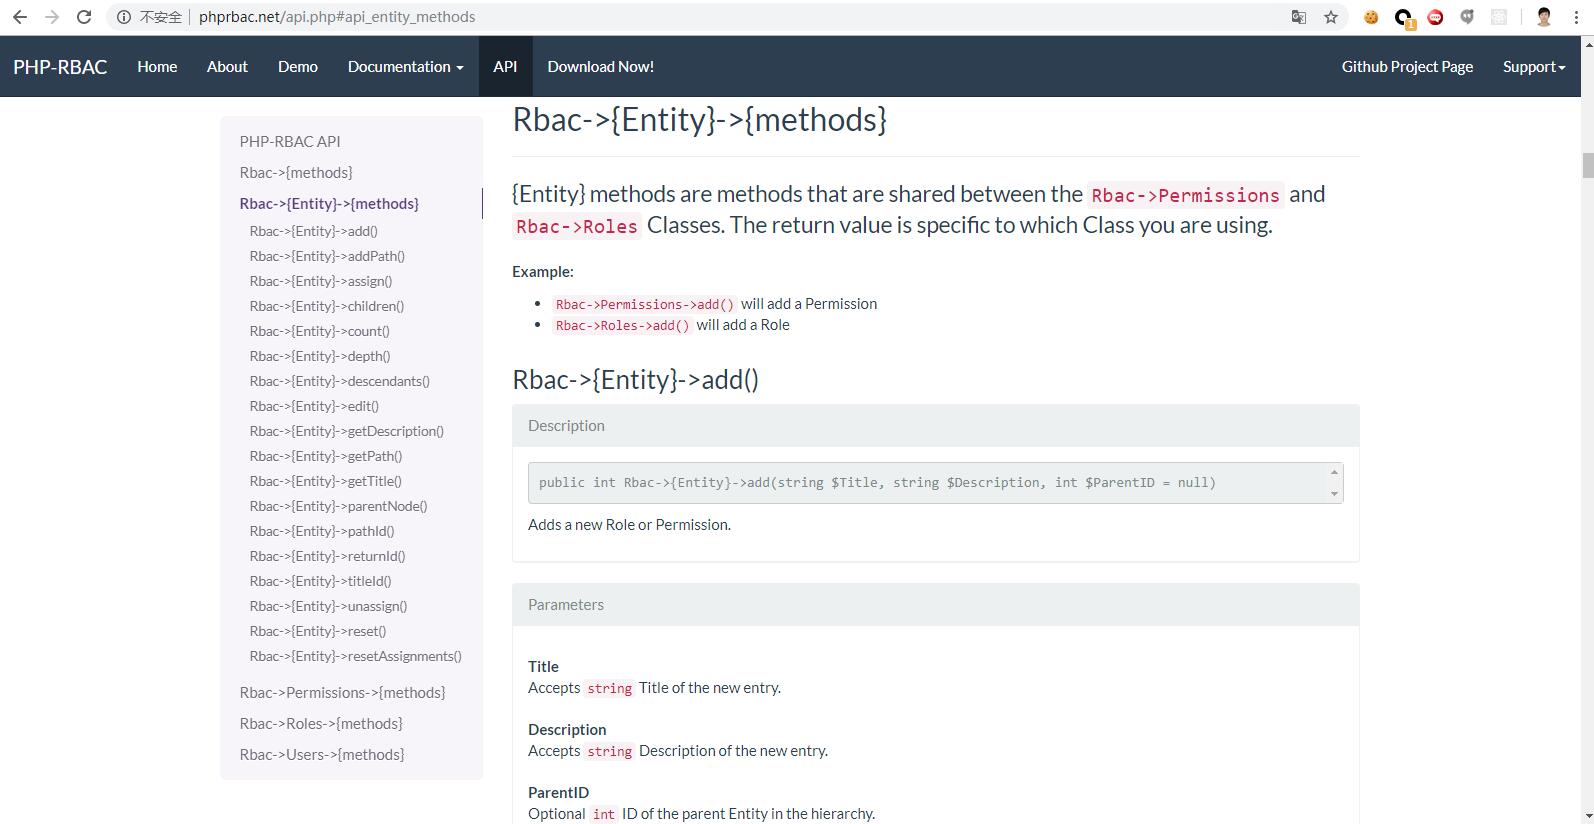 不安全 phprbac.net/api.php#api_entity_methods
1
PHP-RBAC Home About Demo Documentation API Download Now! Github Project Page Support
PHP-RBAC API
Rbac->{methods}
Rbac->{Entity}->{methods}
Rbac->{Entity}->add()
Rbac->{Entity}->addPath()
Rbac->{Entity}->assign()
Rbac->{Entity}->children()
Rbac->{Entity}->count()
Rbac->{Entity}->depth()
Rbac->{Entity}->descendants()
Rbac->{Entity}->edit()
Rbac->{Entity}->getDescription()
Rbac->{Entity}->getPath()
Rbac->{Entity}->getTitle()
Rbac->{Entity}->parentNode()
Rbac->{Entity}->pathId()
Rbac->{Entity}->returnId()
Rbac->{Entity}->titleId()
Rbac->{Entity}->unassign()
Rbac->{Entity}->reset()
Rbac->{Entity}->resetAssignments()
Rbac->Permissions->{methods}
Rbac->Roles->{methods}
Rbac->Users->{methods}
Rbac->{Entity}->{methods}
{Entity} methods are methods that are shared between the Rbac->Permissions and
Rbac->Roles Classes. The return value is specific to which Class you are using.
Example:
• Rbac->Permissions->add() will add a Permission
• Rbac->Roles->add() will add a Role
Rbac->{Entity}->add()
Description
public int Rbac->{Entity}->add(string $Title, string $Description, int $ParentID = null)
Adds a new Role or Permission.
Parameters
Title
Accepts string Title of the new entry.
Description
Accepts string Description of the new entry.
ParentID
Optional int ID of the parent Entity in the hierarchy.